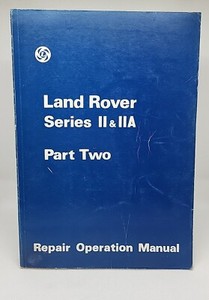 Land Rover
Series II & IIA
Part Two
Repair Operation Manual